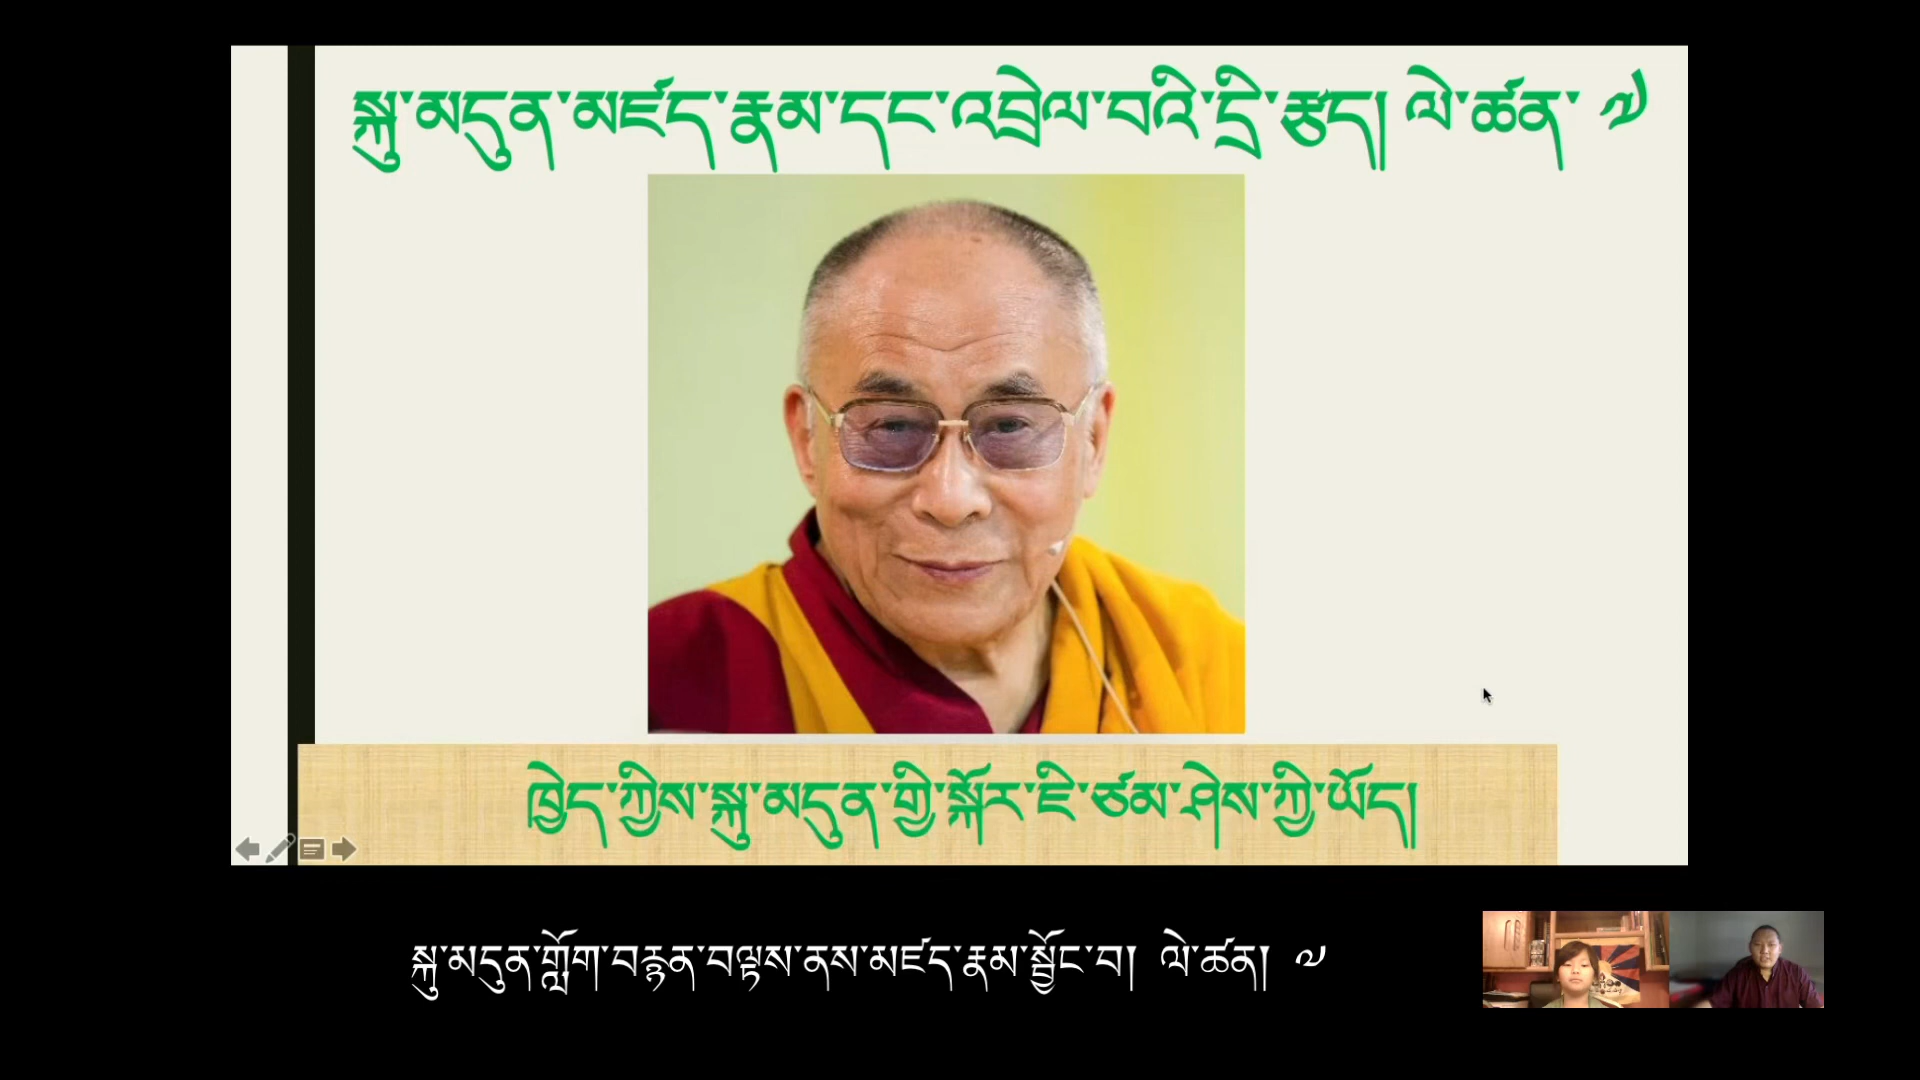 སྐུ་མདུན་མཛད་རྣམ་དང་འབྲེལ་བའི་དྲི་རྩད། ལེ་ཚན་ ༧
ཁྱེད་ཀྱིས་སྐུ་མདུན་གྱི་སྐོར་ཇི་ཙམ་ཤེས་ཀྱི་ཡོད།
སྐུ་མདུན་གློག་བརྙན་བལྟས་ནས་མཛད་རྣམ་སྦྱོང་བ། ལེ་ཚན། ༧